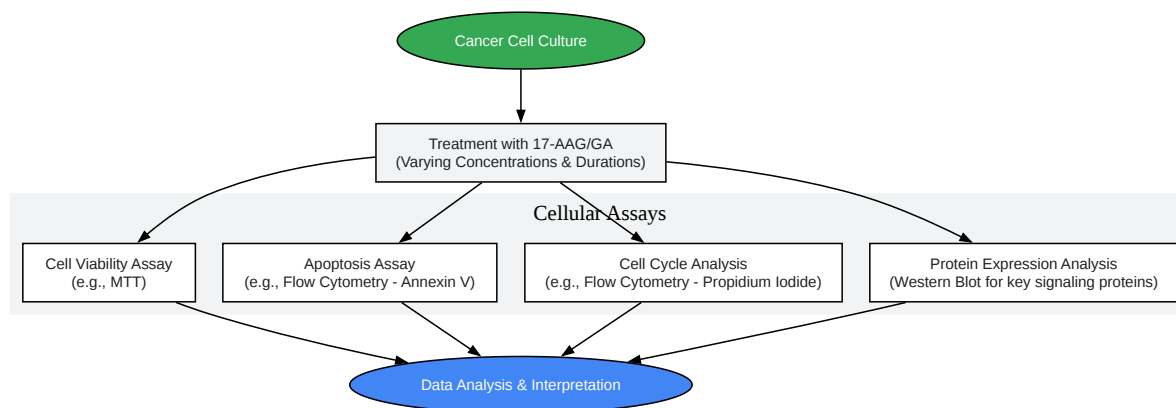 Cancer Cell Culture
Treatment with 17-AAG/GA
(Varying Concentrations & Durations)
Cellular Assays
Cell Viability Assay
(e.g., MTT)
Apoptosis Assay
(e.g., Flow Cytometry - Annexin V)
Cell Cycle Analysis
(e.g., Flow Cytometry - Propidium Iodide)
Protein Expression Analysis
(Western Blot for key signaling proteins)
Data Analysis & Interpretation